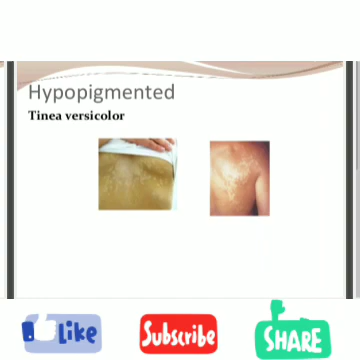 Hypopigmented
Tinea versicolor
Like
Subscribe
SHARE